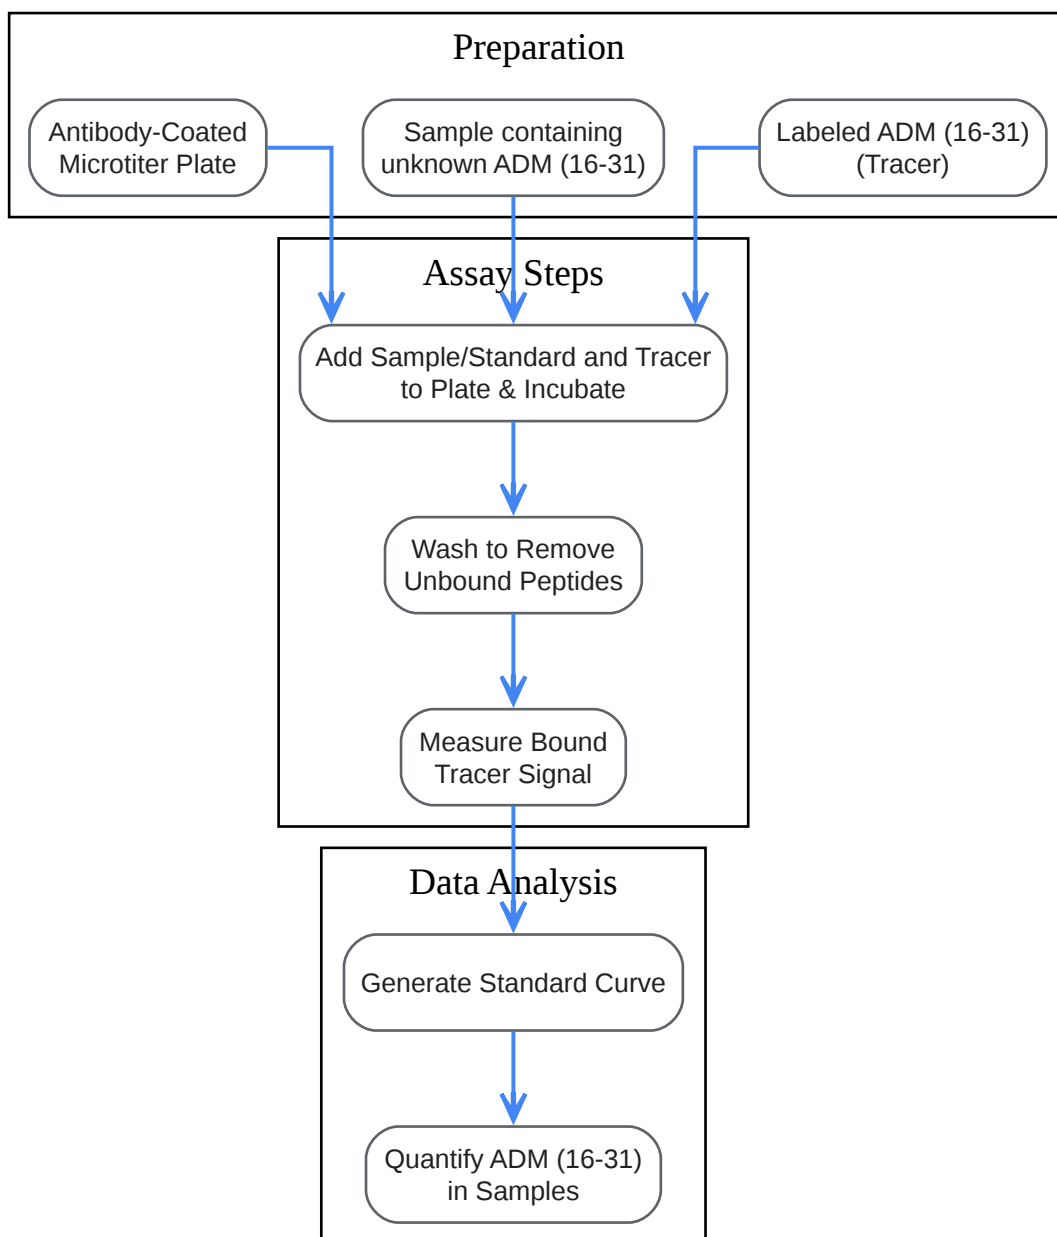 Preparation
Antibody-Coated
Microtiter Plate
Sample containing
unknown ADM (16-31)
Labeled ADM (16-31)
(Tracer)
Assay Steps
Add Sample/Standard and Tracer
to Plate & Incubate
Wash to Remove
Unbound Peptides
Measure Bound
Tracer Signal
Data Analysis
Generate Standard Curve
Quantify ADM (16-31)
in Samples